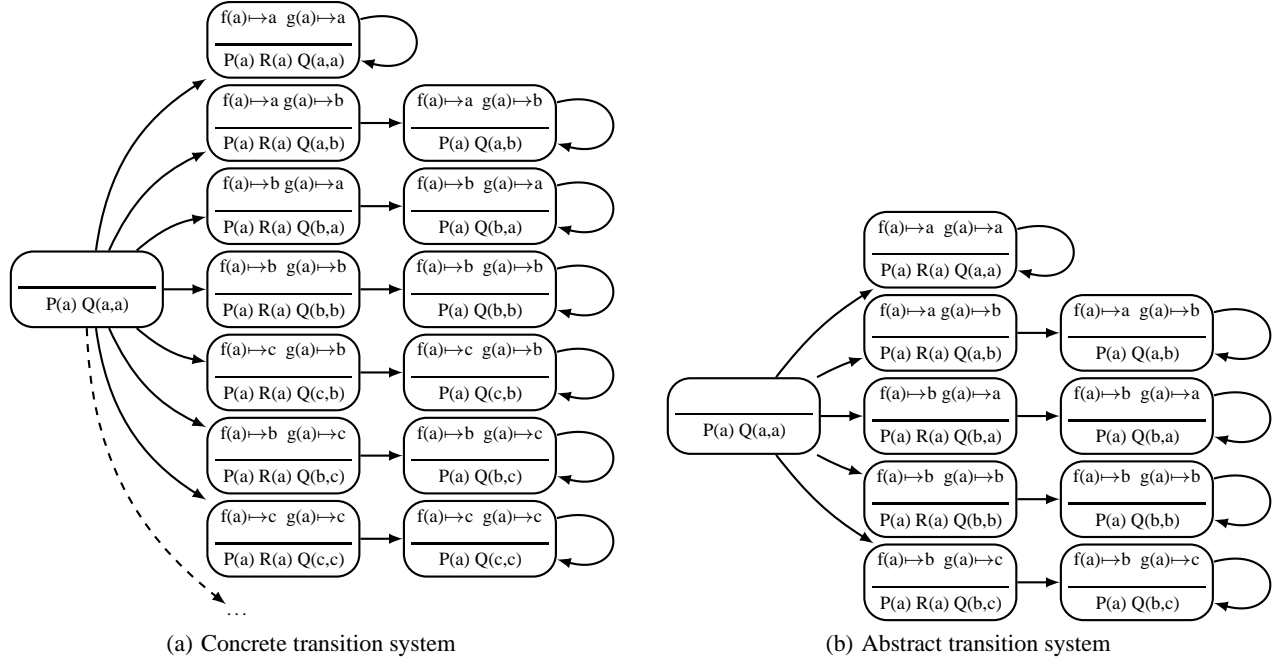 f(a)↦a g(a)↦a
P(a) R(a) Q(a,a)
f(a)↦a g(a)↦b
P(a) R(a) Q(a,b)
f(a)↦a g(a)↦b
P(a) Q(a,b)
f(a)↦b g(a)↦a
P(a) R(a) Q(b,a)
f(a)↦b g(a)↦a
P(a) Q(b,a)
P(a) Q(a,a)
f(a)↦b g(a)↦b
P(a) R(a) Q(b,b)
f(a)↦b g(a)↦b
P(a) Q(b,b)
f(a)↦c g(a)↦b
P(a) R(a) Q(c,b)
f(a)↦c g(a)↦b
P(a) Q(c,b)
f(a)↦b g(a)↦c
P(a) R(a) Q(b,c)
f(a)↦b g(a)↦c
P(a) Q(b,c)
f(a)↦c g(a)↦c
P(a) R(a) Q(c,c)
f(a)↦c g(a)↦c
P(a) Q(c,c)
...
(a) Concrete transition system
f(a)↦a g(a)↦a
P(a) R(a) Q(a,a)
f(a)↦a g(a)↦b
P(a) R(a) Q(a,b)
f(a)↦a g(a)↦b
P(a) Q(a,b)
P(a) Q(a,a)
f(a)↦b g(a)↦a
P(a) R(a) Q(b,a)
f(a)↦b g(a)↦a
P(a) Q(b,a)
f(a)↦b g(a)↦b
P(a) R(a) Q(b,b)
f(a)↦b g(a)↦b
P(a) Q(b,b)
f(a)↦b g(a)↦c
P(a) R(a) Q(b,c)
f(a)↦b g(a)↦c
P(a) Q(b,c)
(b) Abstract transition system